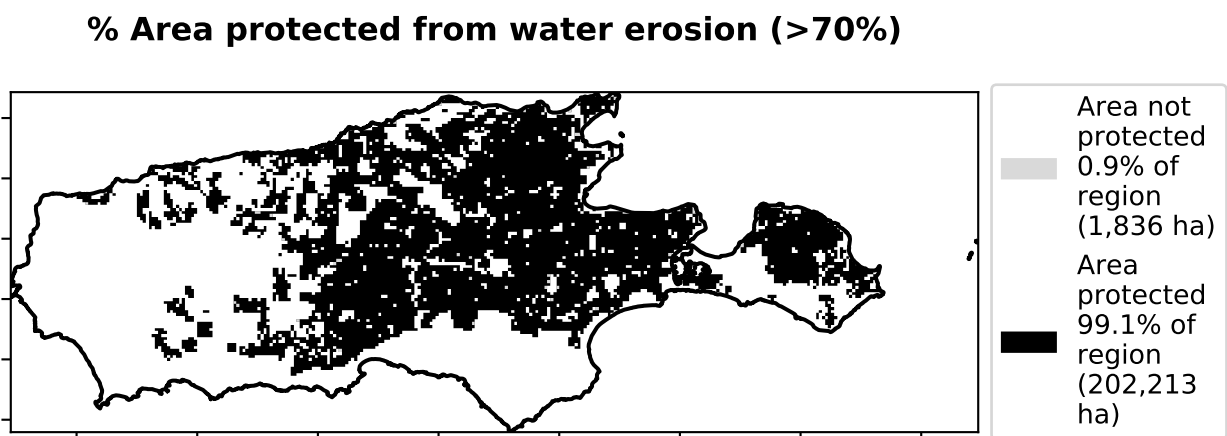 % Area protected from water erosion (>70%)
Area not
protected
0.9% of
region
(1,836 ha)
Area
protected
99.1% of
region
(202,213
ha)